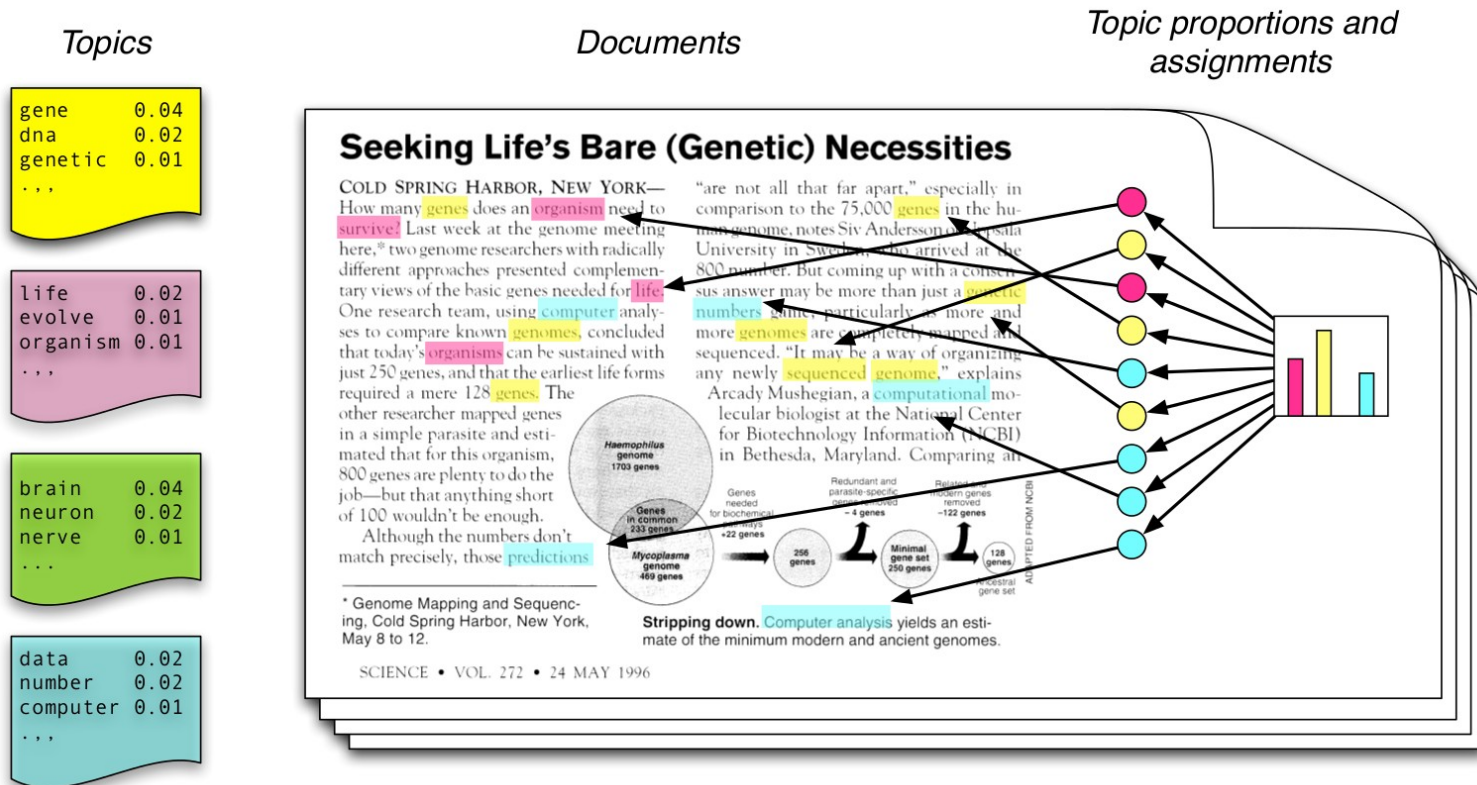 Topics
gene 0.04
dna 0.02
genetic 0.01
.,,
life 0.02
evolve 0.01
organism 0.01
.,,
brain 0.04
neuron 0.02
nerve 0.01
...
data 0.02
number 0.02
computer 0.01
.,,
Documents
Seeking Life's Bare (Genetic) Necessities
COLD SPRING HARBOR, NEW YORK—
How many genes does an organism need to
survive? Last week at the genome meeting
here,* two genome researchers with radically
different approaches presented complemen-
tary views of the basic genes needed for life.
One research team, using computer analy-
ses to compare known genomes, concluded
that today's organisms can be sustained with
just 250 genes, and that the earliest life forms
required a mere 128 genes. The
other researcher mapped genes
in a simple parasite and esti-
mated that for this organism,
800 genes are plenty to do the
job—but that anything short
of 100 wouldn't be enough.
Although the numbers don't
match precisely, those predictions
* Genome Mapping and Sequenc-
ing, Cold Spring Harbor, New York,
May 8 to 12.
"are not all that far apart," especially in
comparison to the 75,000 genes in the hu-
man genome, notes Siv Andersson of Uppsala
University in Sweden, who arrived at the
800 number. But coming up with a consen-
sus answer may be more than just a genetic
numbers game, particularly as more and
more genomes are completely mapped and
sequenced. "It may be a way of organizing
any newly sequenced genome," explains
Arcady Mushegian, a computational mo-
lecular biologist at the National Center
for Biotechnology Information (NCBI)
in Bethesda, Maryland. Comparing an
Haemophilus
genome
1703 genes
Genes
in common
233 genes
Mycoplasma
genome
469 genes
Genes
needed
for biochemical
pathways
+22 genes
256
genes
Redundant and
parasite-specific
genes removed
– 4 genes
Minimal
gene set
250 genes
Related and
modern genes
removed
–122 genes
128
genes
Ancestral
gene set
ADAPTED FROM NCBI
Stripping down. Computer analysis yields an esti-
mate of the minimum modern and ancient genomes.
SCIENCE • VOL. 272 • 24 MAY 1996
Topic proportions and
assignments